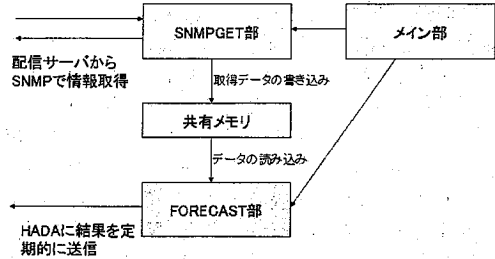 SNMPGET部
メイン部
配信サーバから
SNMPで情報取得
取得データの書き込み
共有メモリ
データの読み込み
FORECAST部
HADAに結果を定
期的に送信